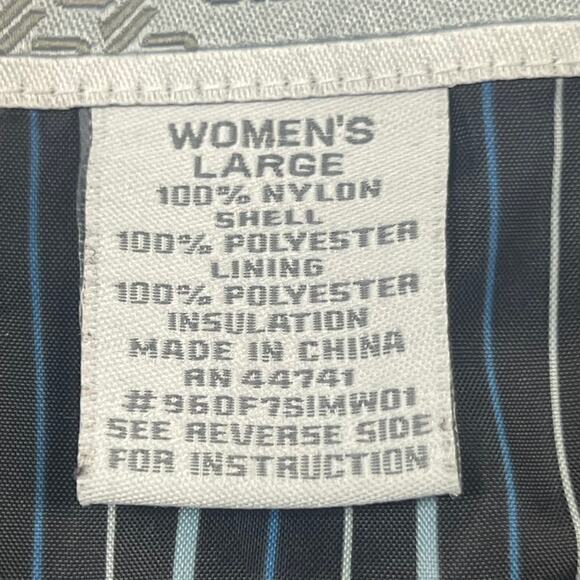 WOMEN'S
LARGE
100% NYLON
SHELL
100% POLYESTER
LINING
100% POLYESTER
INSULATION
MADE IN CHINA
RN 44741
#960F7SIMW01
SEE REVERSE SIDE
FOR INSTRUCTION